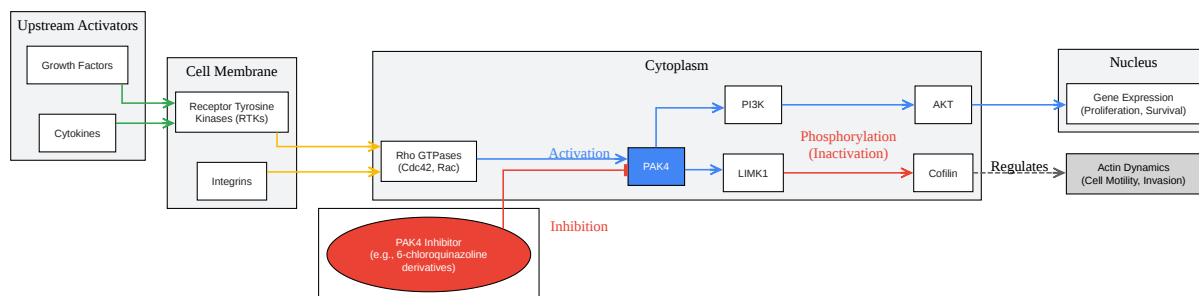 Upstream Activators
Growth Factors
Cytokines
Cell Membrane
Receptor Tyrosine
Kinases (RTKs)
Integrins
Cytoplasm
Rho GTPases
(Cdc42, Rac)
Activation
PAK4
PI3K
AKT
LIMK1
Phosphorylation
(Inactivation)
Cofilin
Regulates
Nucleus
Gene Expression
(Proliferation, Survival)
Actin Dynamics
(Cell Motility, Invasion)
Inhibition
PAK4 Inhibitor
(e.g., 6-chloroquinazoline
derivatives)